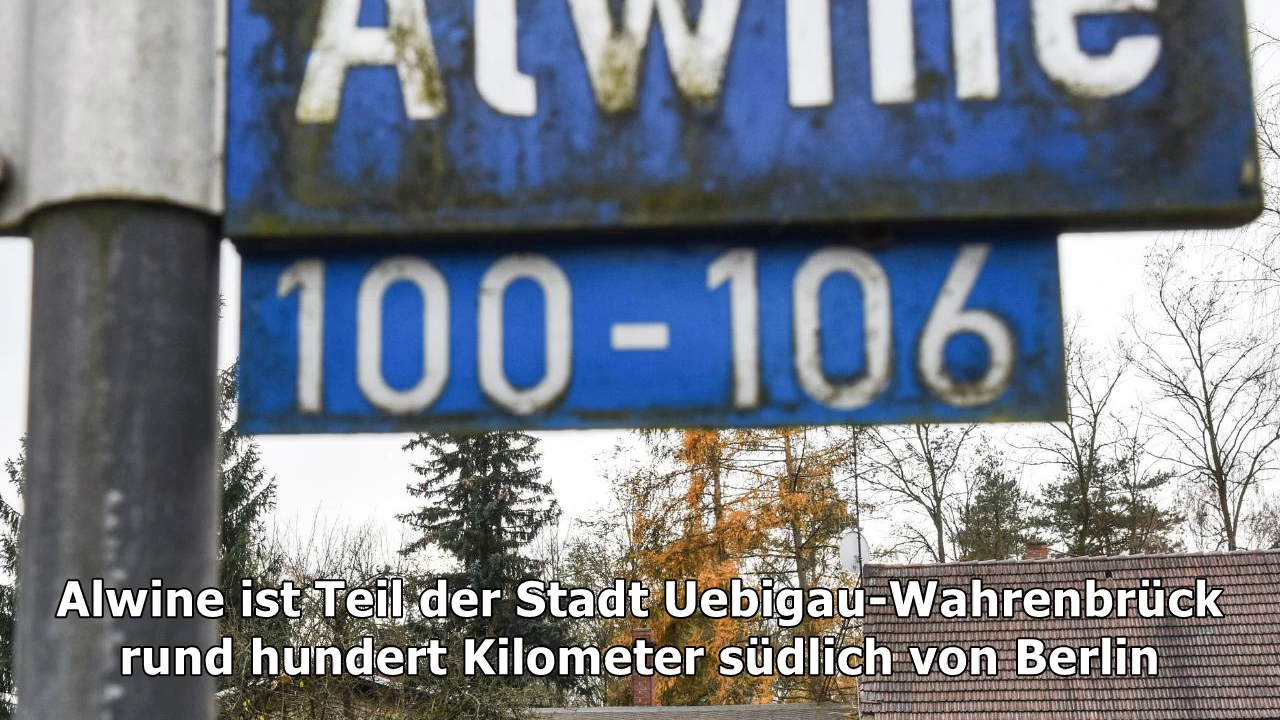 Alwine
100-106
Alwine ist Teil der Stadt Uebigau-Wahrenbrück
rund hundert Kilometer südlich von Berlin